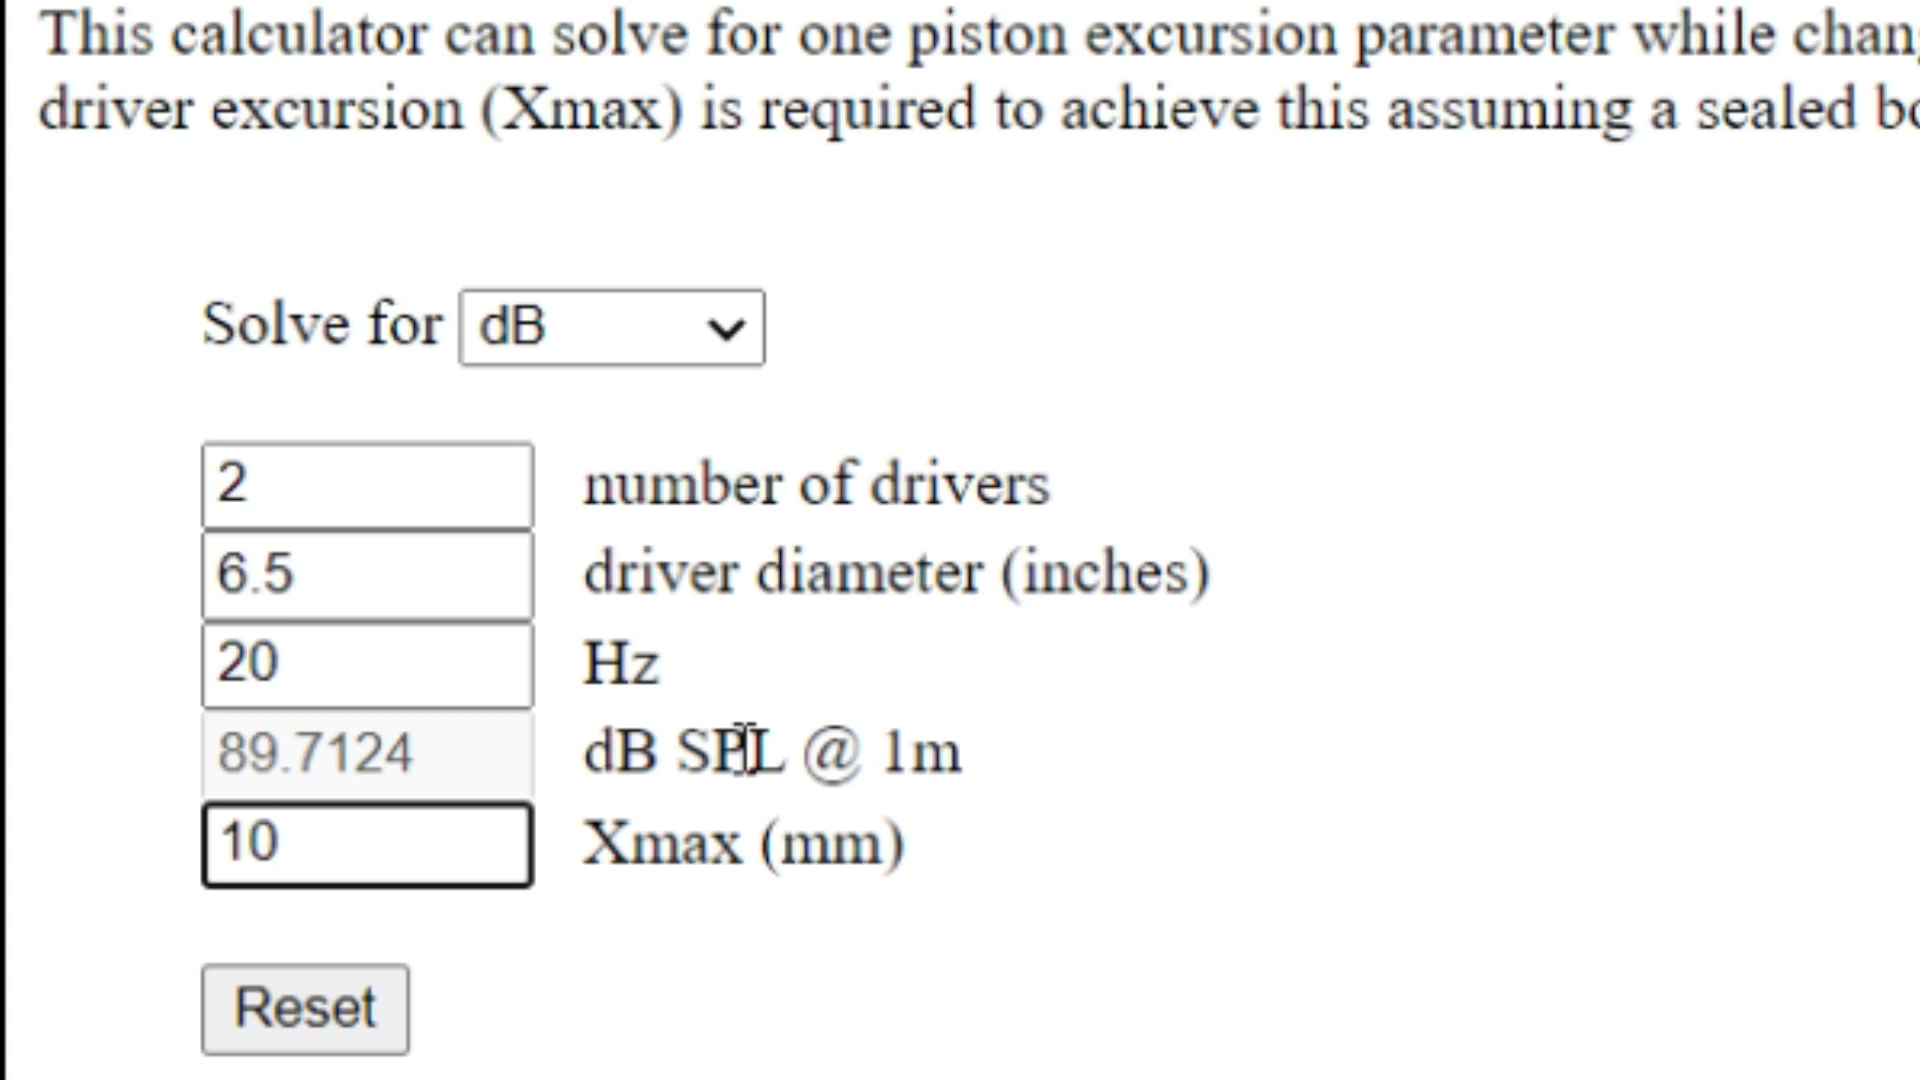 This calculator can solve for one piston excursion parameter while
driver excursion (Xmax) is required to achieve this assuming a sealed
Solve for dB
2 number of drivers
6.5 driver diameter (inches)
20 Hz
89.7124 dB SPL @ 1m
10 Xmax (mm)
Reset